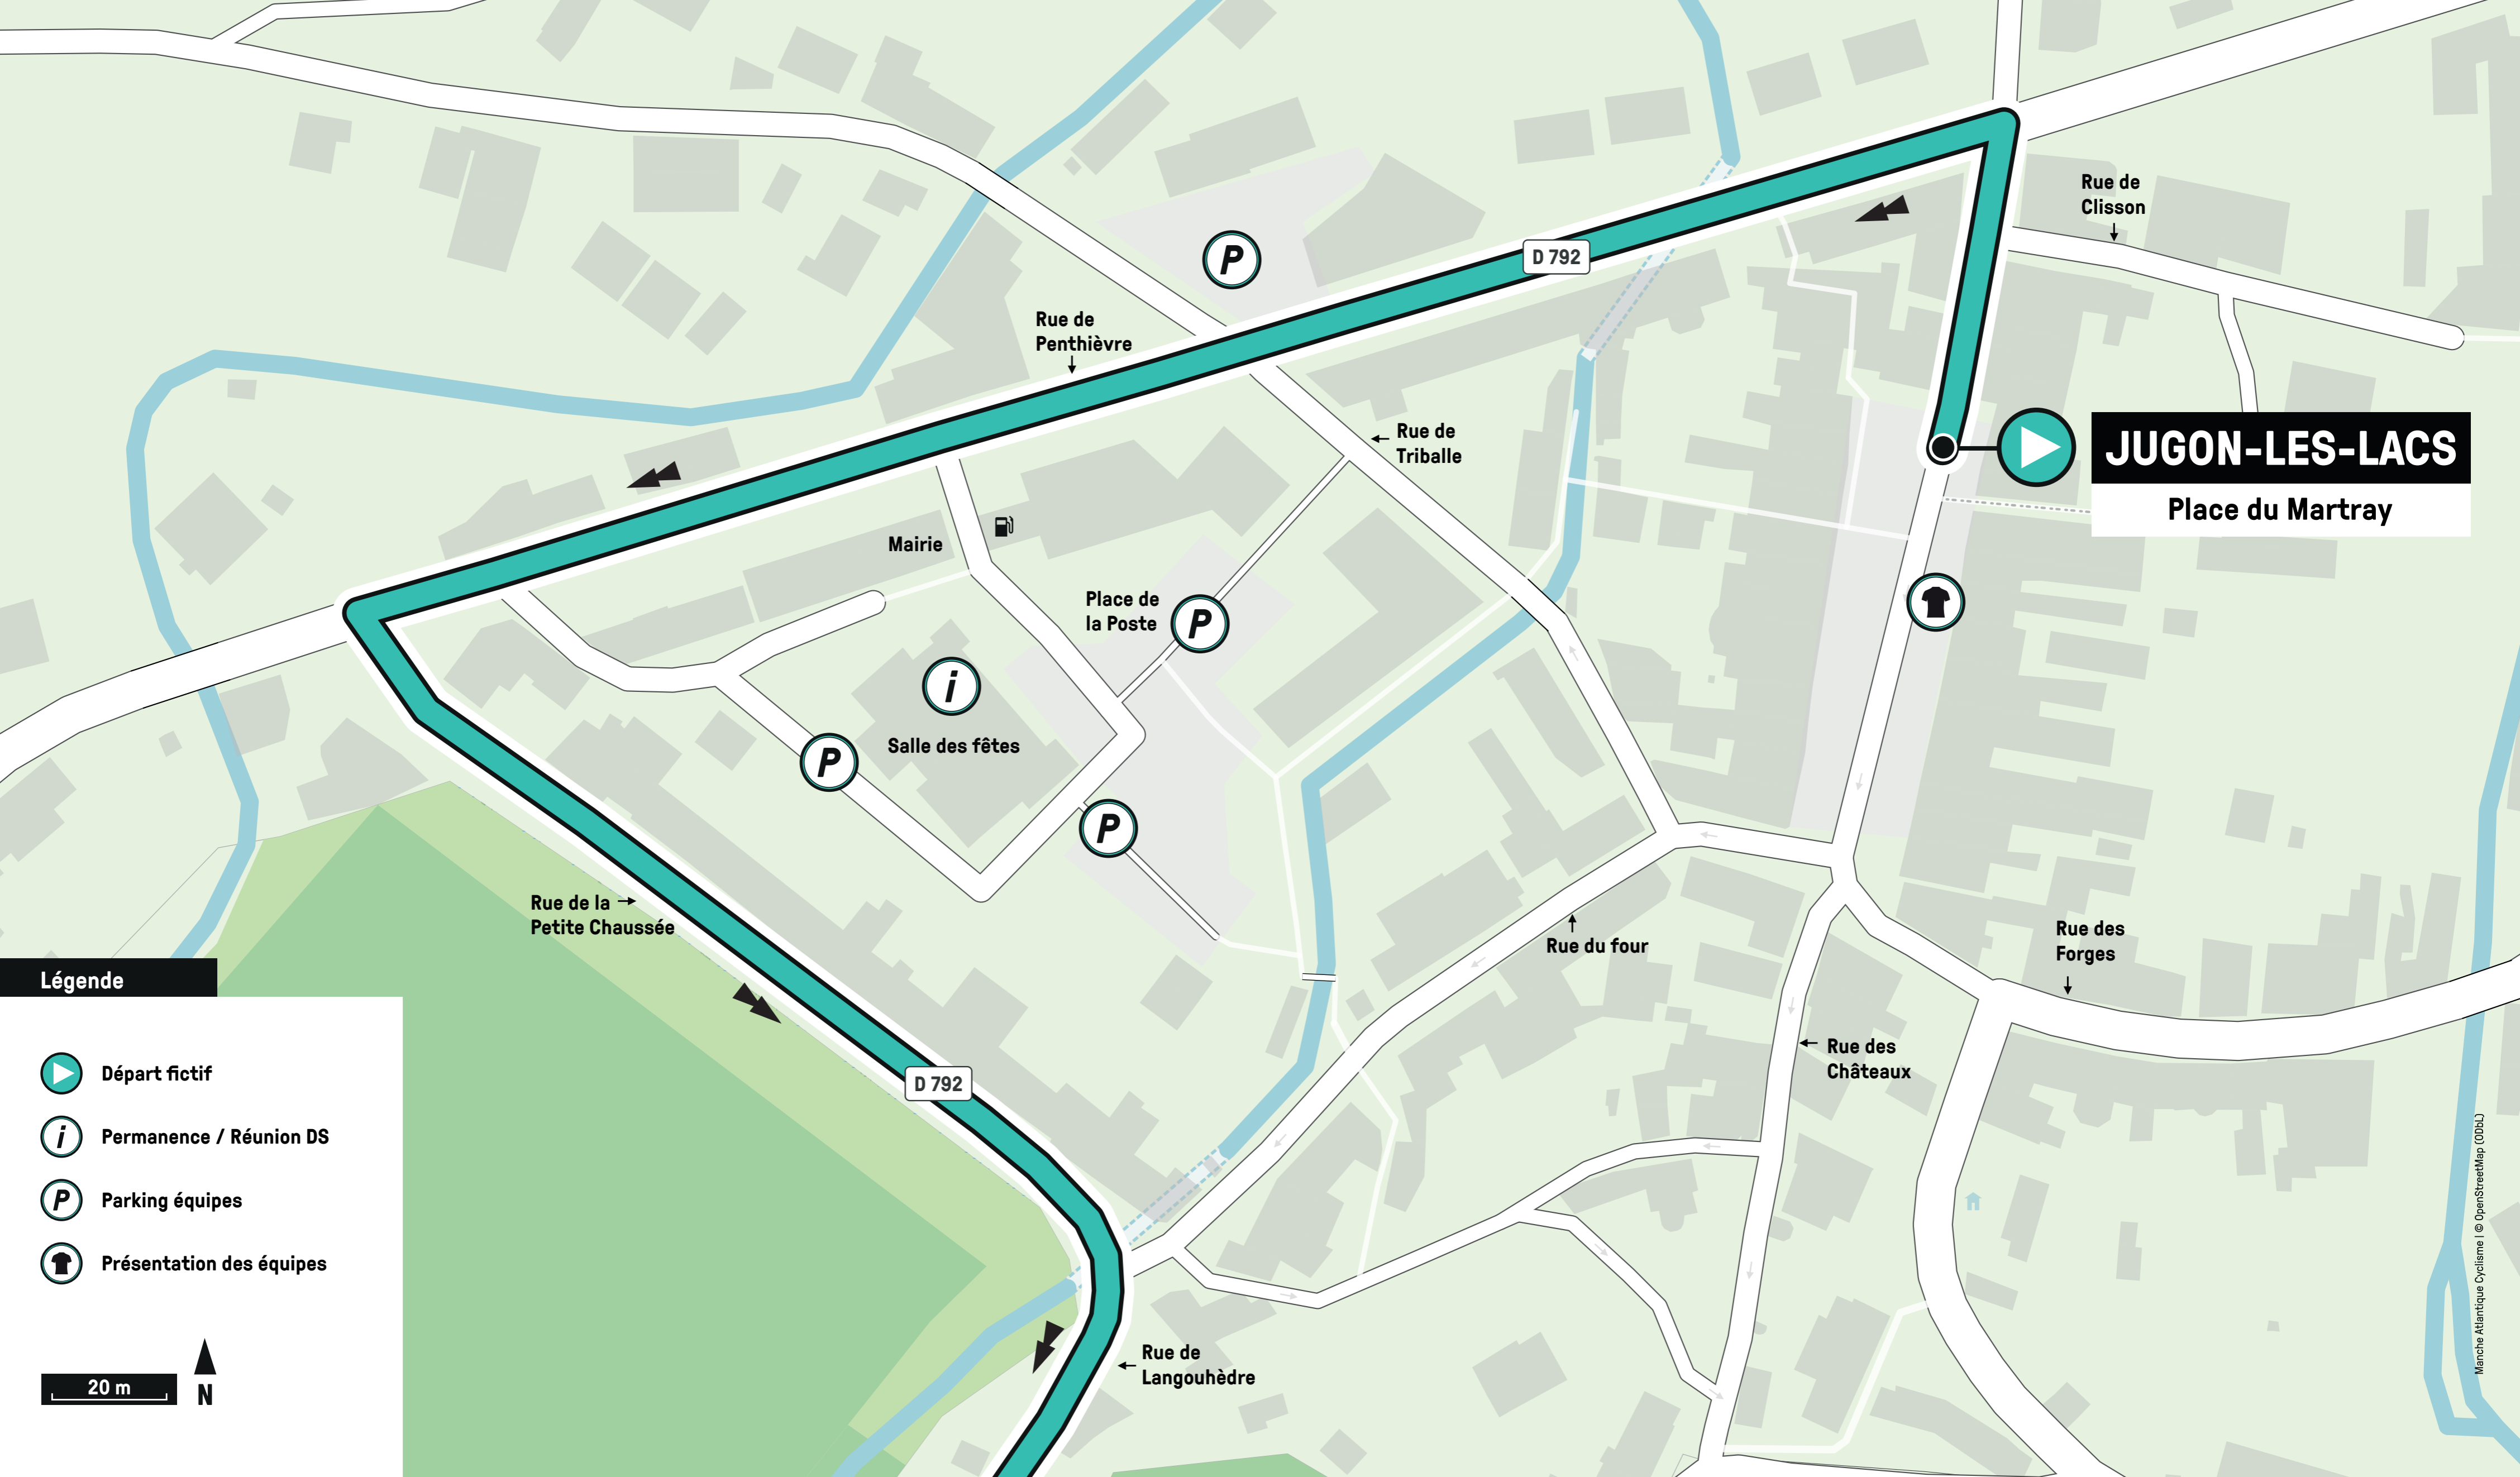 Rue de
Clisson
D 792
Rue de
Penthièvre
P
Rue de
Triballe
JUGON-LES-LACS
Place du Martray
Mairie
Place de
la Poste
P
i
Salle des fêtes
P
P
Rue de la
Petite Chaussée
Rue du four
Rue des
Forges
Rue des
Châteaux
D 792
Rue de
Langouhèdre
Légende
Départ fictif
i
Permanence / Réunion DS
P
Parking équipes
Présentation des équipes
20 m
N
Manche Atlantique Cyclisme | © OpenStreetMap (ODbL)